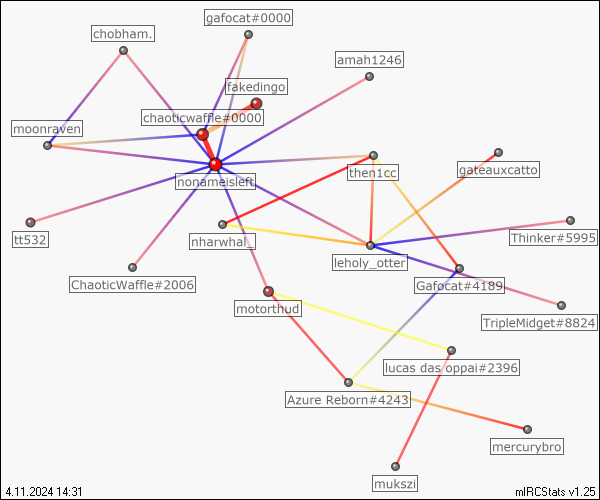 gafocat#0000
chobham.
amah1246
fakedingo
chaoticwaffle#0000
moonraven
then1cc
gateauxcatto
nonameisleft
tt532
nharwhal_
Thinker#5995
leholy_otter
ChaoticWaffle#2006
Gafocat#4189
motorthud
TripleMidget#8824
lucas das oppai#2396
Azure Reborn#4243
mercurybro
mukszi
4.11.2024 14:31
mIRCStats v1.25